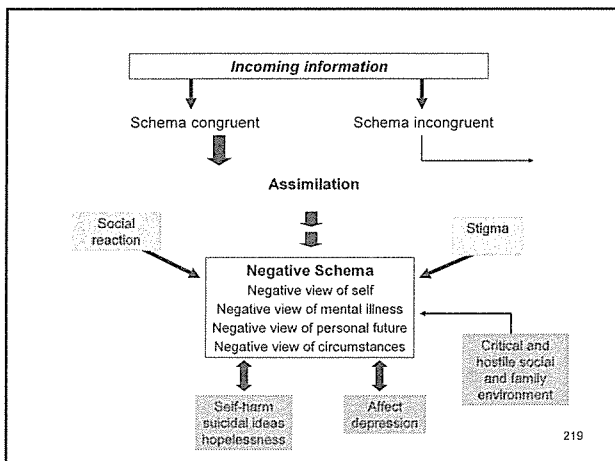 Incoming information
Schema congruent
Schema incongruent
Assimilation
Social
reaction
Stigma
Negative Schema
Negative view of self
Negative view of mental illness
Negative view of personal future
Negative view of circumstances
Critical and
hostile social
and family
environment
Self-harm
suicidal ideas
hopelessness
Affect
depression
219